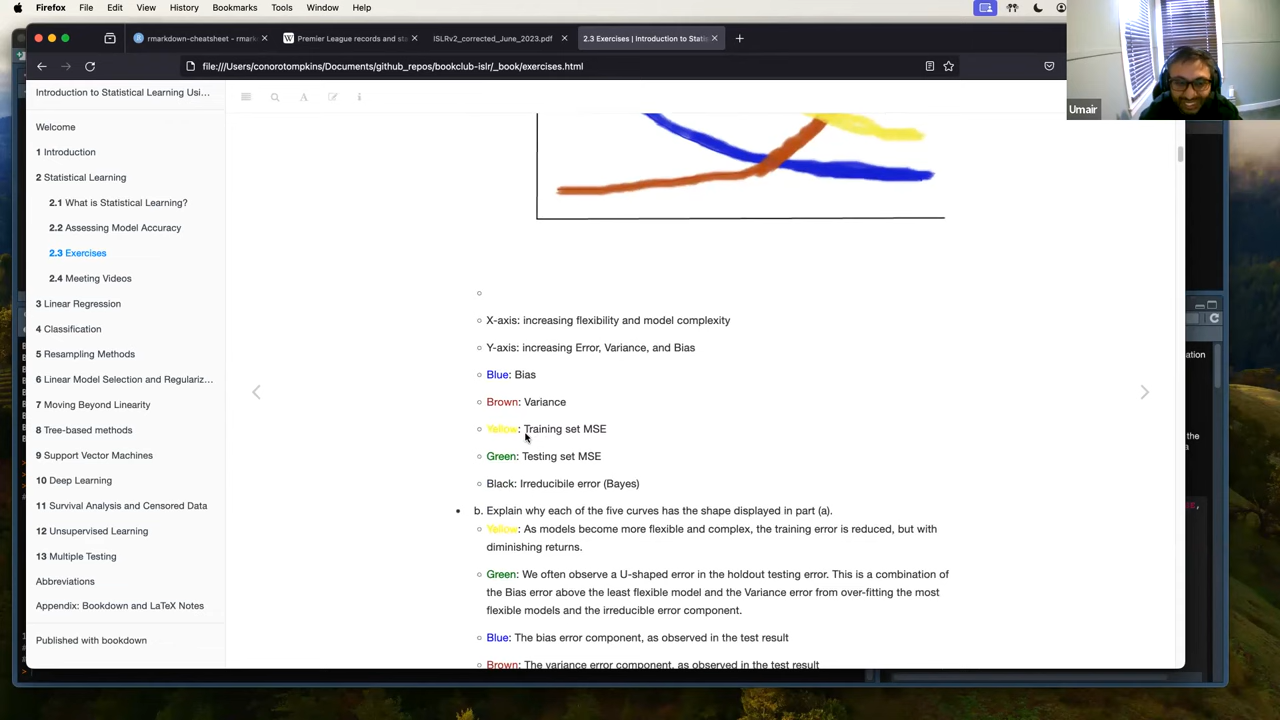 Firefox File Edit View History Bookmarks Tools Window Help
rmarkdown-cheatsheet - rmark
Premier League records and st
ISLRv2_corrected_June_2023.pdf
2.3 Exercises | Introduction to Stati
file:///Users/conorotompkins/Documents/github_repos/bookclub-islr/_book/exercises.html
Umair
Introduction to Statistical Learning Usi...
Welcome
1 Introduction
2 Statistical Learning
2.1 What is Statistical Learning?
2.2 Assessing Model Accuracy
2.3 Exercises
2.4 Meeting Videos
3 Linear Regression
4 Classification
5 Resampling Methods
6 Linear Model Selection and Regulariz...
7 Moving Beyond Linearity
8 Tree-based methods
9 Support Vector Machines
10 Deep Learning
11 Survival Analysis and Censored Data
12 Unsupervised Learning
13 Multiple Testing
Abbreviations
Appendix: Bookdown and LaTeX Notes
Published with bookdown
X-axis: increasing flexibility and model complexity
Y-axis: increasing Error, Variance, and Bias
Blue: Bias
Brown: Variance
Yellow: Training set MSE
Green: Testing set MSE
Black: Irreducibile error (Bayes)
b. Explain why each of the five curves has the shape displayed in part (a).
Yellow: As models become more flexible and complex, the training error is reduced, but with
diminishing returns.
Green: We often observe a U-shaped error in the holdout testing error. This is a combination of
the Bias error above the least flexible model and the Variance error from over-fitting the most
flexible models and the irreducible error component.
Blue: The bias error component, as observed in the test result
Brown: The variance error component, as observed in the test result